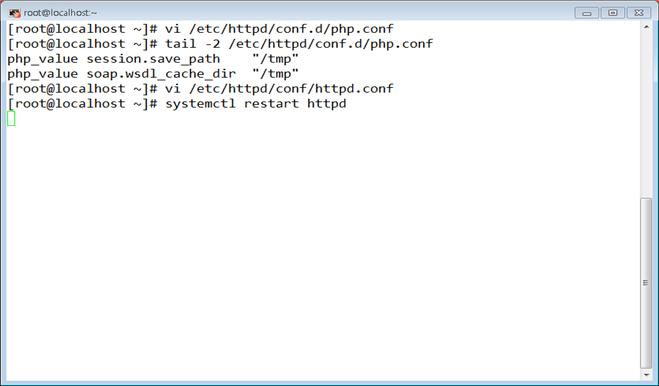 root@localhost:~
[root@localhost ~]# vi /etc/httpd/conf.d/php.conf
[root@localhost ~]# tail -2 /etc/httpd/conf.d/php.conf
php_value session.save_path    "/tmp"
php_value soap.wsdl_cache_dir  "/tmp"
[root@localhost ~]# vi /etc/httpd/conf/httpd.conf
[root@localhost ~]# systemctl restart httpd